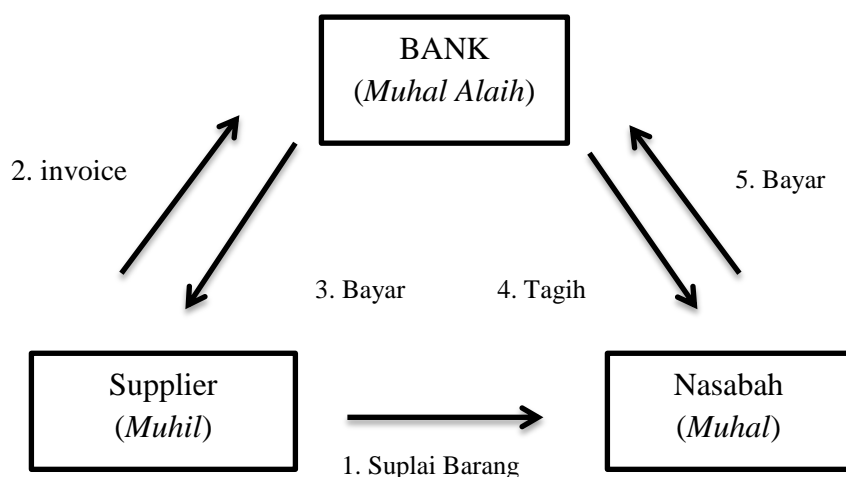 BANK
(Muhal Alaih)
2. invoice
5. Bayar
3. Bayar
4. Tagih
Supplier
(Muhil)
Nasabah
(Muhal)
1. Suplai Barang